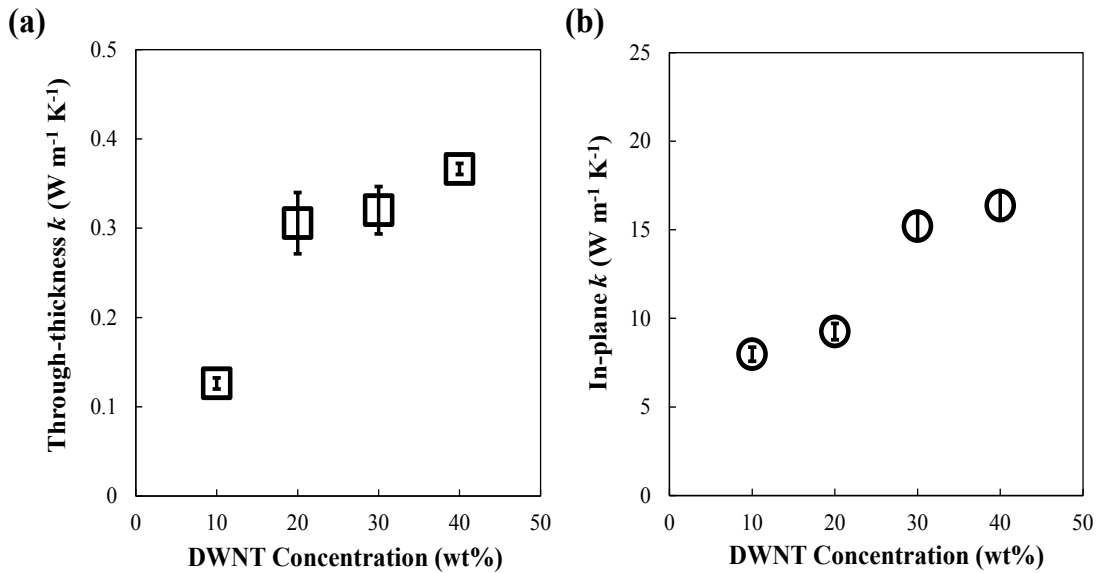 (a)
Through-thickness k (W m⁻¹ K⁻¹)
0.5
0.4
0.3
0.2
0.1
0
0 10 20 30 40 50
DWNT Concentration (wt%)
(b)
In-plane k (W m⁻¹ K⁻¹)
25
20
15
10
5
0
0 10 20 30 40 50
DWNT Concentration (wt%)